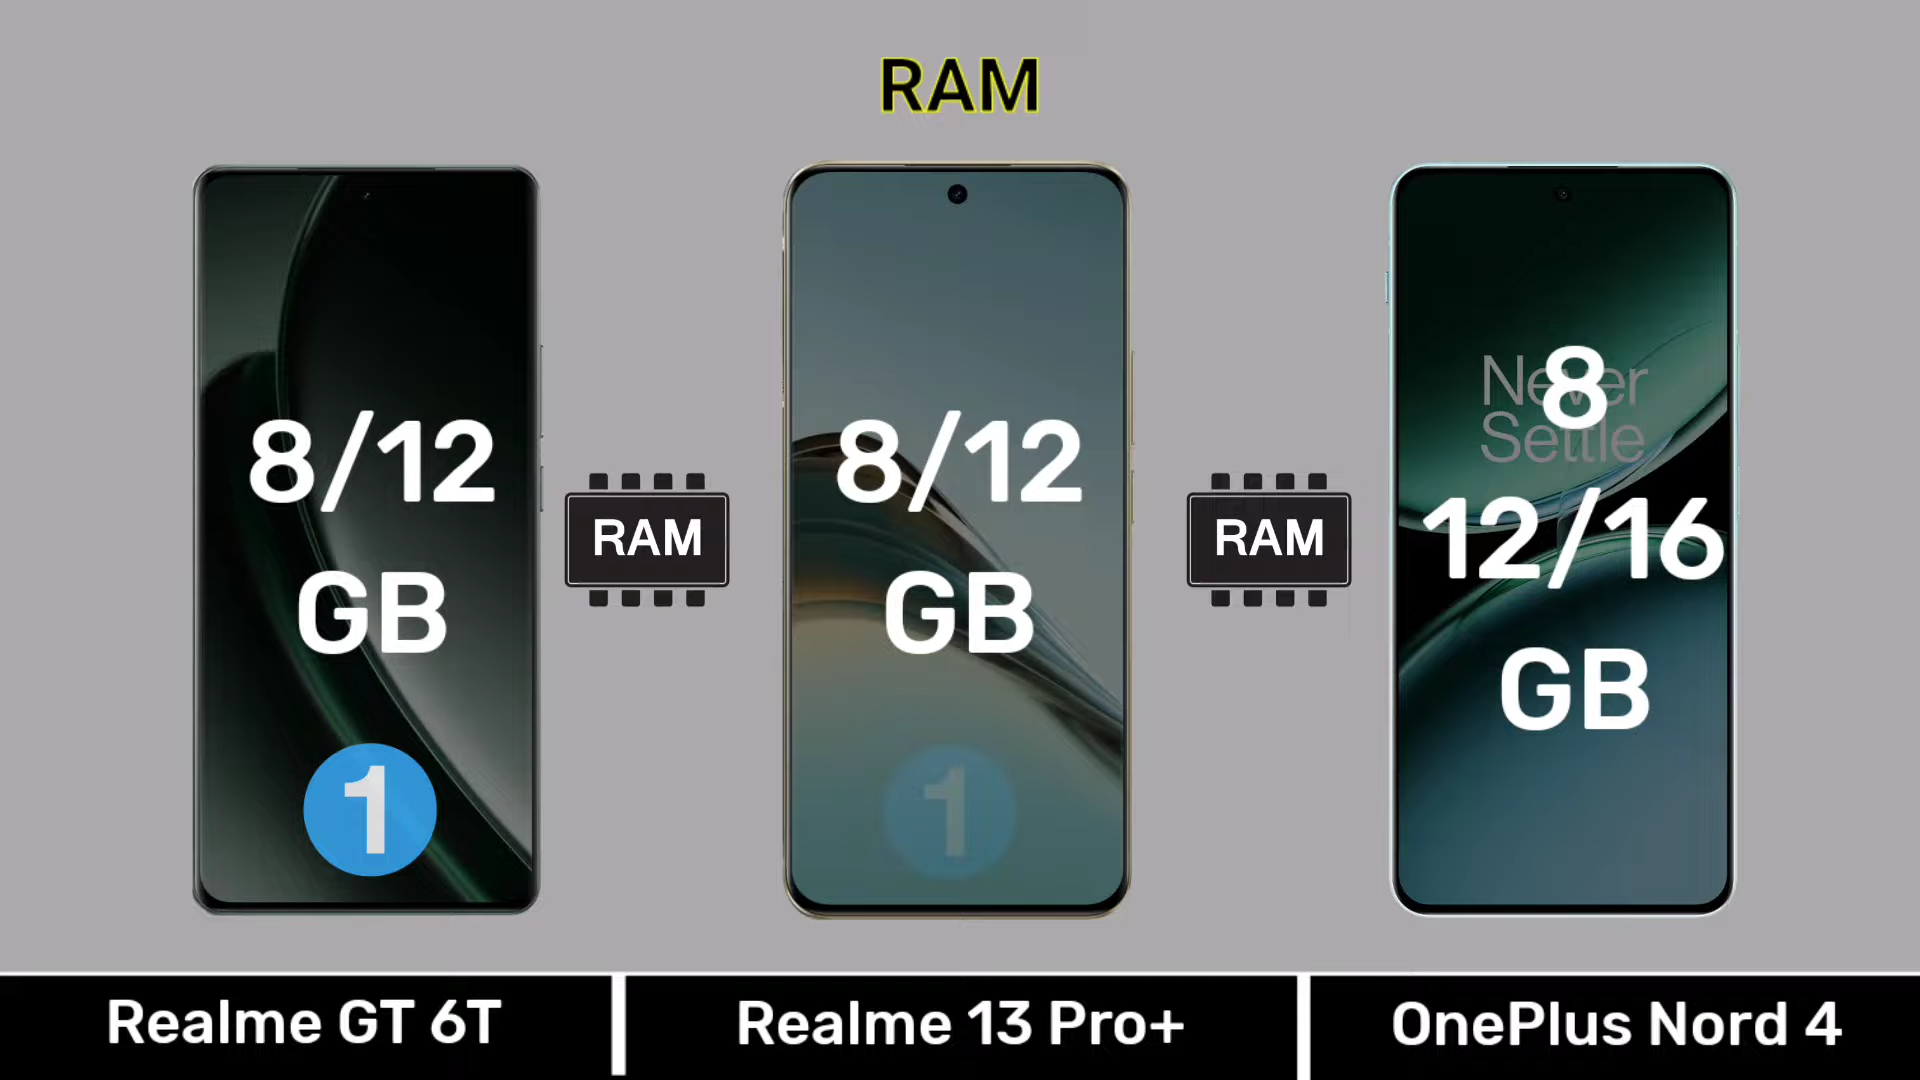 RAM
8/12
GB
1
RAM
8/12
GB
1
RAM
Never
Settle
8
12/16
GB
Realme GT 6T
Realme 13 Pro+
OnePlus Nord 4